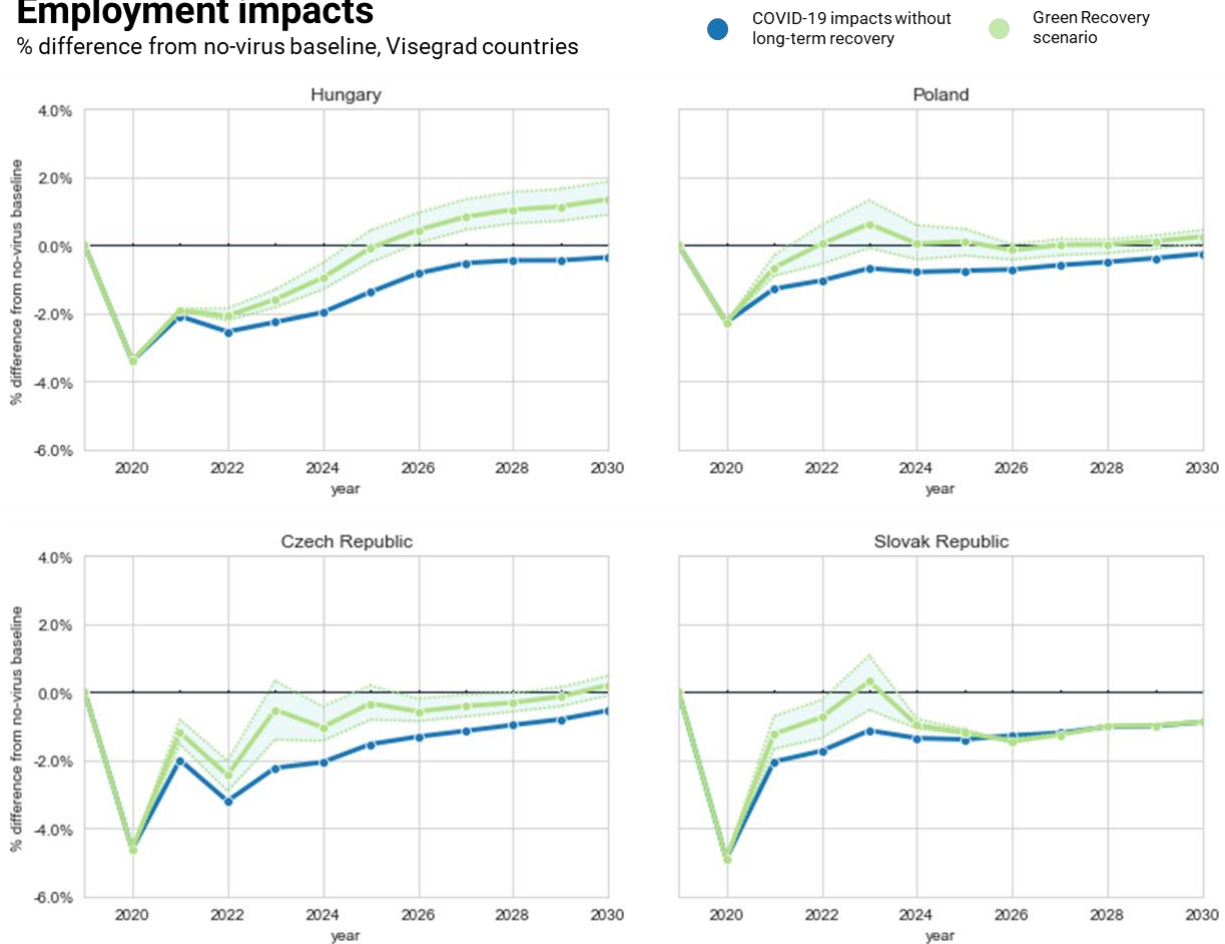 Employment impacts
% difference from no-virus baseline, Visegrad countries
COVID-19 impacts without
long-term recovery
Green Recovery
scenario
Hungary
4.0%
2.0%
0.0%
-2.0%
-4.0%
-6.0%
% difference from no-virus baseline
2020 2022 2024 2026 2028 2030
year
Poland
2020 2022 2024 2026 2028 2030
year
Czech Republic
4.0%
2.0%
0.0%
-2.0%
-4.0%
-6.0%
% difference from no-virus baseline
2020 2022 2024 2026 2028 2030
year
Slovak Republic
2020 2022 2024 2026 2028 2030
year